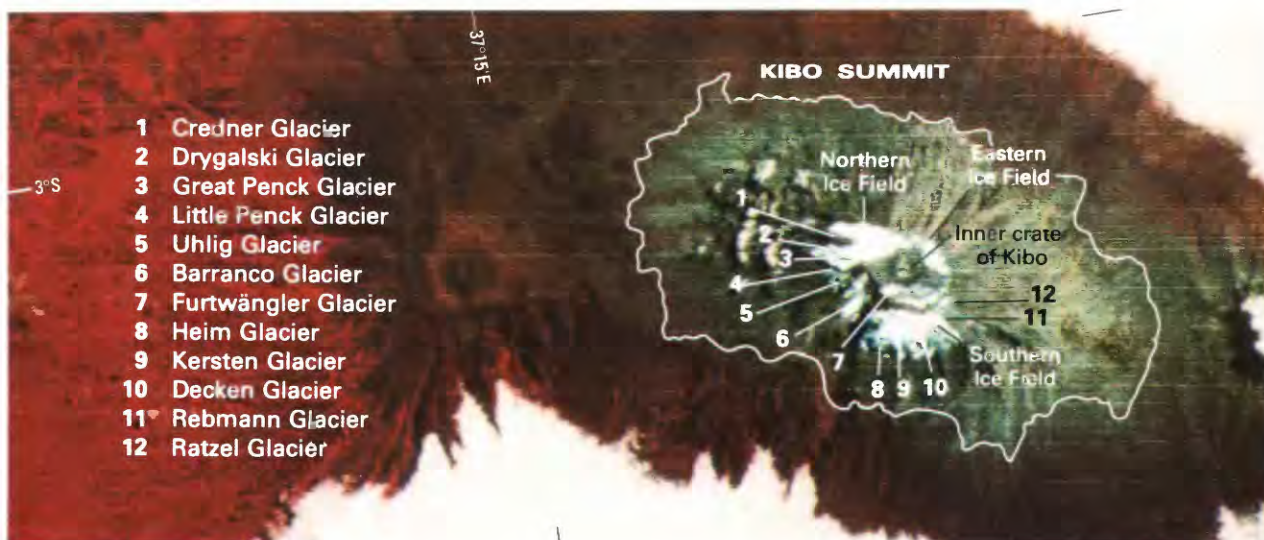 37°15'E
3°S
1 Credner Glacier
2 Drygalski Glacier
3 Great Penck Glacier
4 Little Penck Glacier
5 Uhlig Glacier
6 Barranco Glacier
7 Furtwängler Glacier
8 Heim Glacier
9 Kersten Glacier
10 Decken Glacier
11 Rebmann Glacier
12 Ratzel Glacier
KIBO SUMMIT
Northern
Ice Field
Eastern
Ice Field
Inner crate
of Kibo
1
2
3
4
5
6
7
8
9
10
12
11
Southern
Ice Field